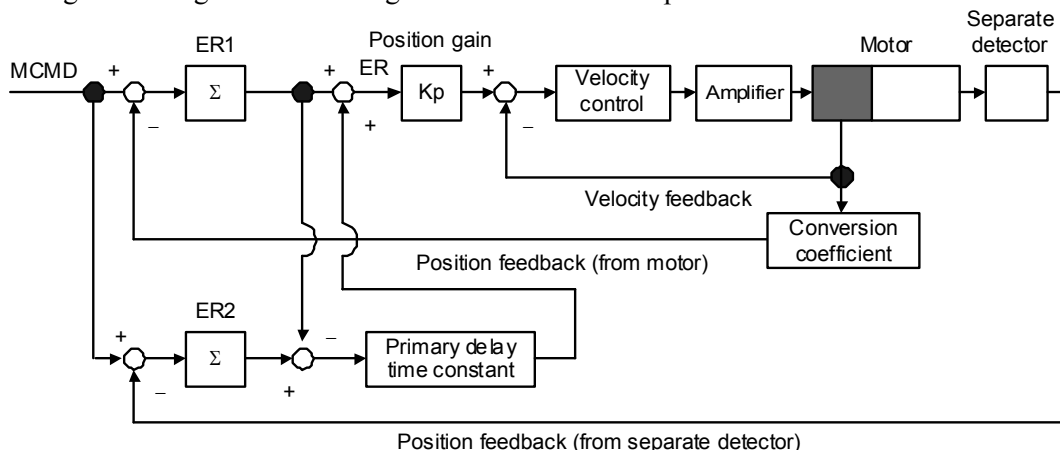 Separate
detector
ER1
Position gain
Motor
MCMD
+
+
ER
+
Σ
Kp
Velocity
control
Amplifier
−
+
−
Velocity feedback
Conversion
coefficient
Position feedback (from motor)
ER2
+
−
Σ
Primary delay
time constant
−
+
Position feedback (from separate detector)